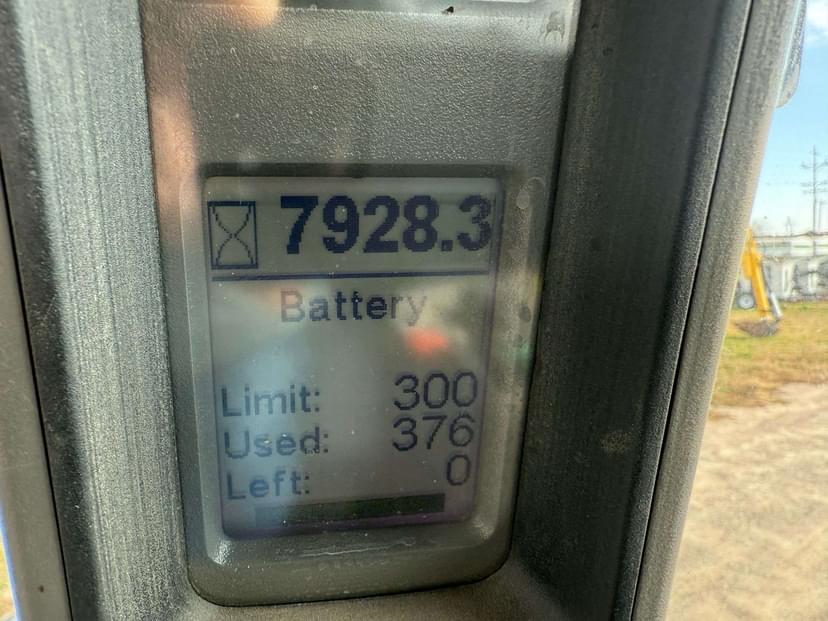 7928.3
Battery
Limit: 300
Used: 376
Left: 0